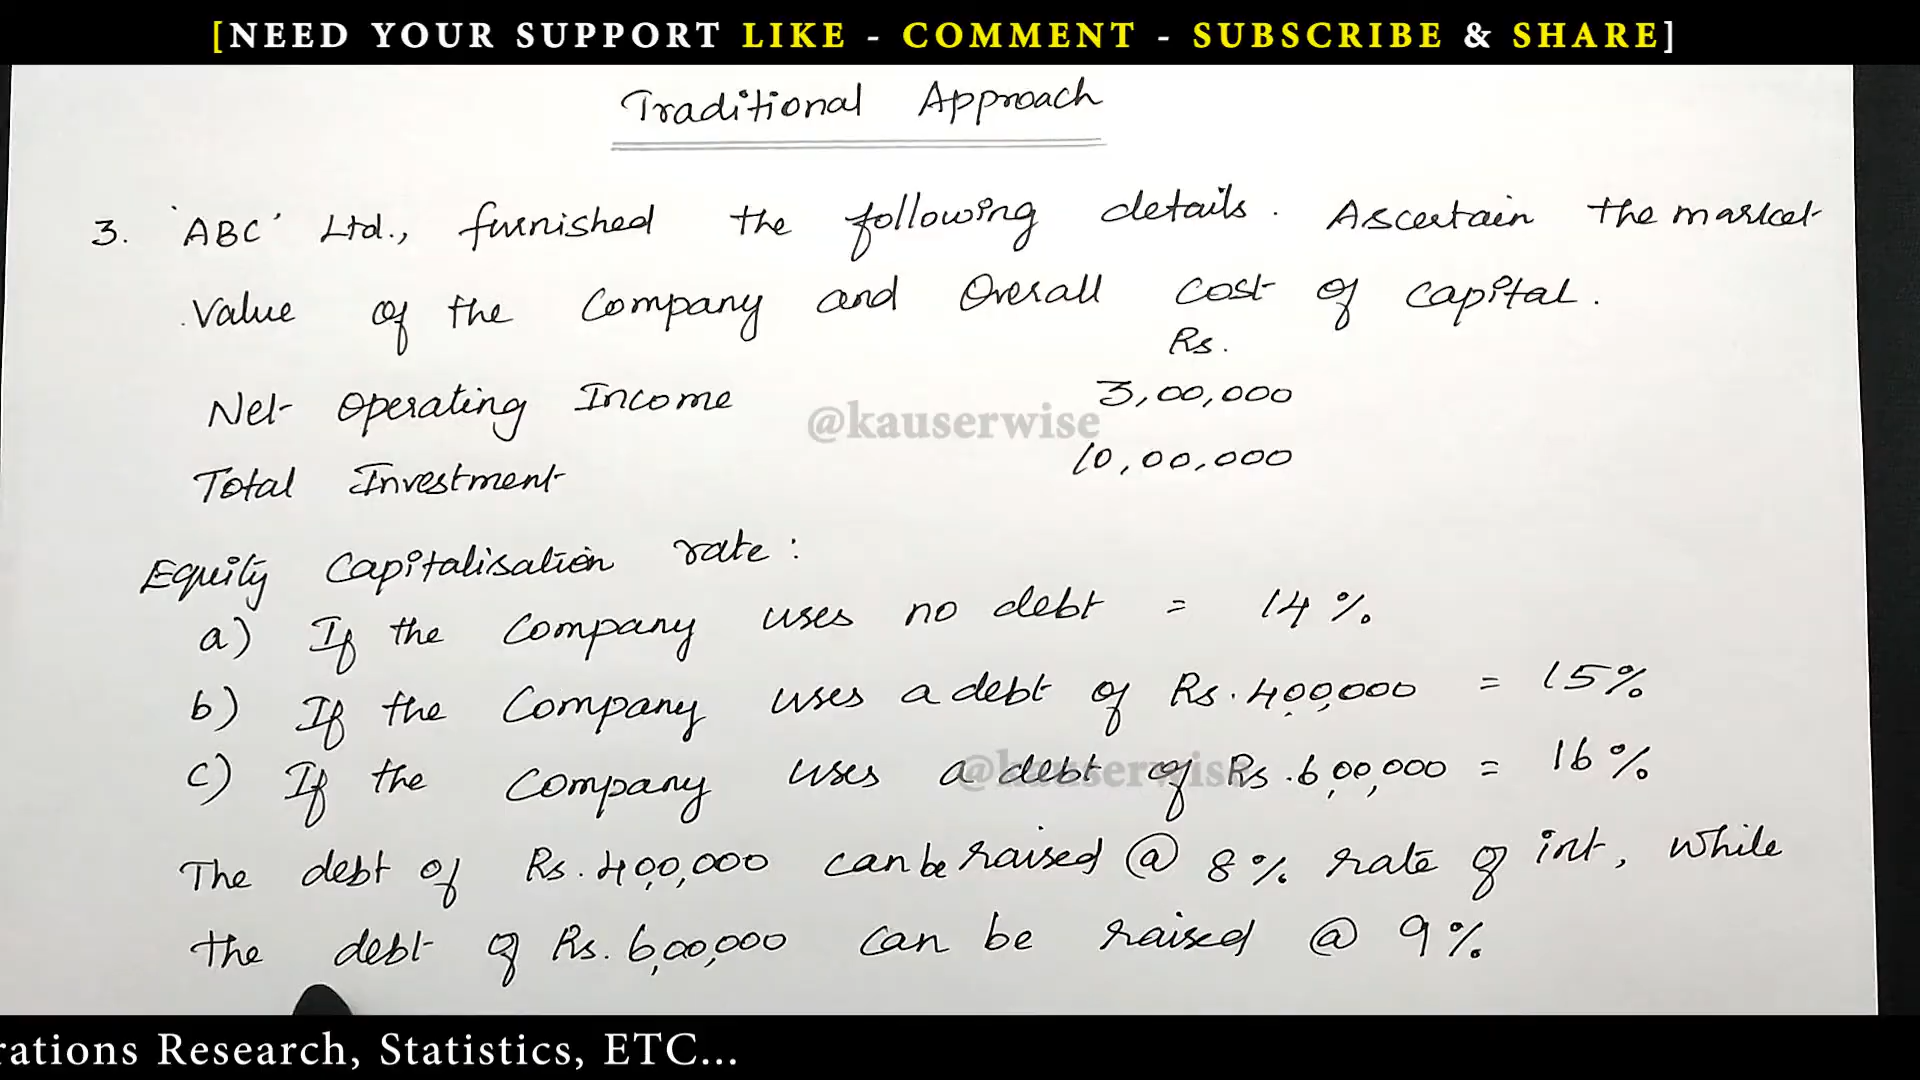 [NEED YOUR SUPPORT LIKE - COMMENT - SUBSCRIBE & SHARE]
Traditional Approach
3. 'ABC' Ltd., furnished the following details. Ascertain the market
Value of the Company and Overall cost of capital.
Rs.
Net Operating Income 3,00,000
@kauserwise
Total Investment 10,00,000
Equity Capitalisation rate:
a) If the Company uses no debt = 14%
b) If the Company uses a debt of Rs. 4,00,000 = 15%
c) If the Company uses a debt of Rs. 6,00,000 = 16%
@kauserwise
The debt of Rs. 4,00,000 can be raised @ 8% rate of int, while
the debt of Rs. 6,00,000 can be raised @ 9%
rations Research, Statistics, ETC...